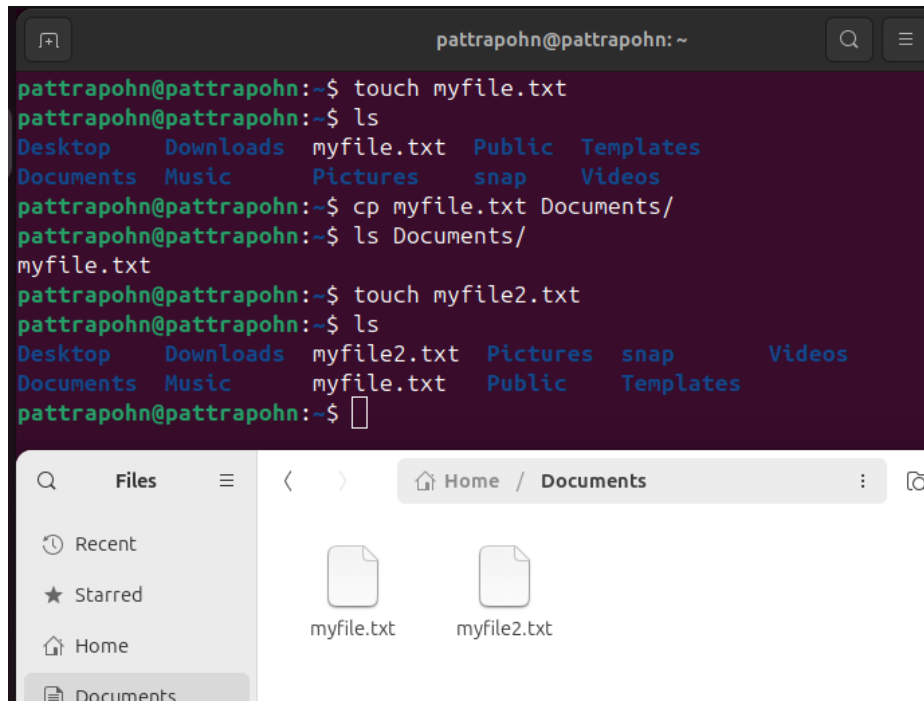 pattrapohn@pattrapohn: ~
pattrapohn@pattrapohn:~$ touch myfile.txt
pattrapohn@pattrapohn:~$ ls
Desktop Downloads myfile.txt Public Templates
Documents Music Pictures snap Videos
pattrapohn@pattrapohn:~$ cp myfile.txt Documents/
pattrapohn@pattrapohn:~$ ls Documents/
myfile.txt
pattrapohn@pattrapohn:~$ touch myfile2.txt
pattrapohn@pattrapohn:~$ ls
Desktop Downloads myfile2.txt Pictures snap Videos
Documents Music myfile.txt Public Templates
pattrapohn@pattrapohn:~$
Files Home / Documents
Recent
Starred
myfile.txt myfile2.txt
Home
Documents